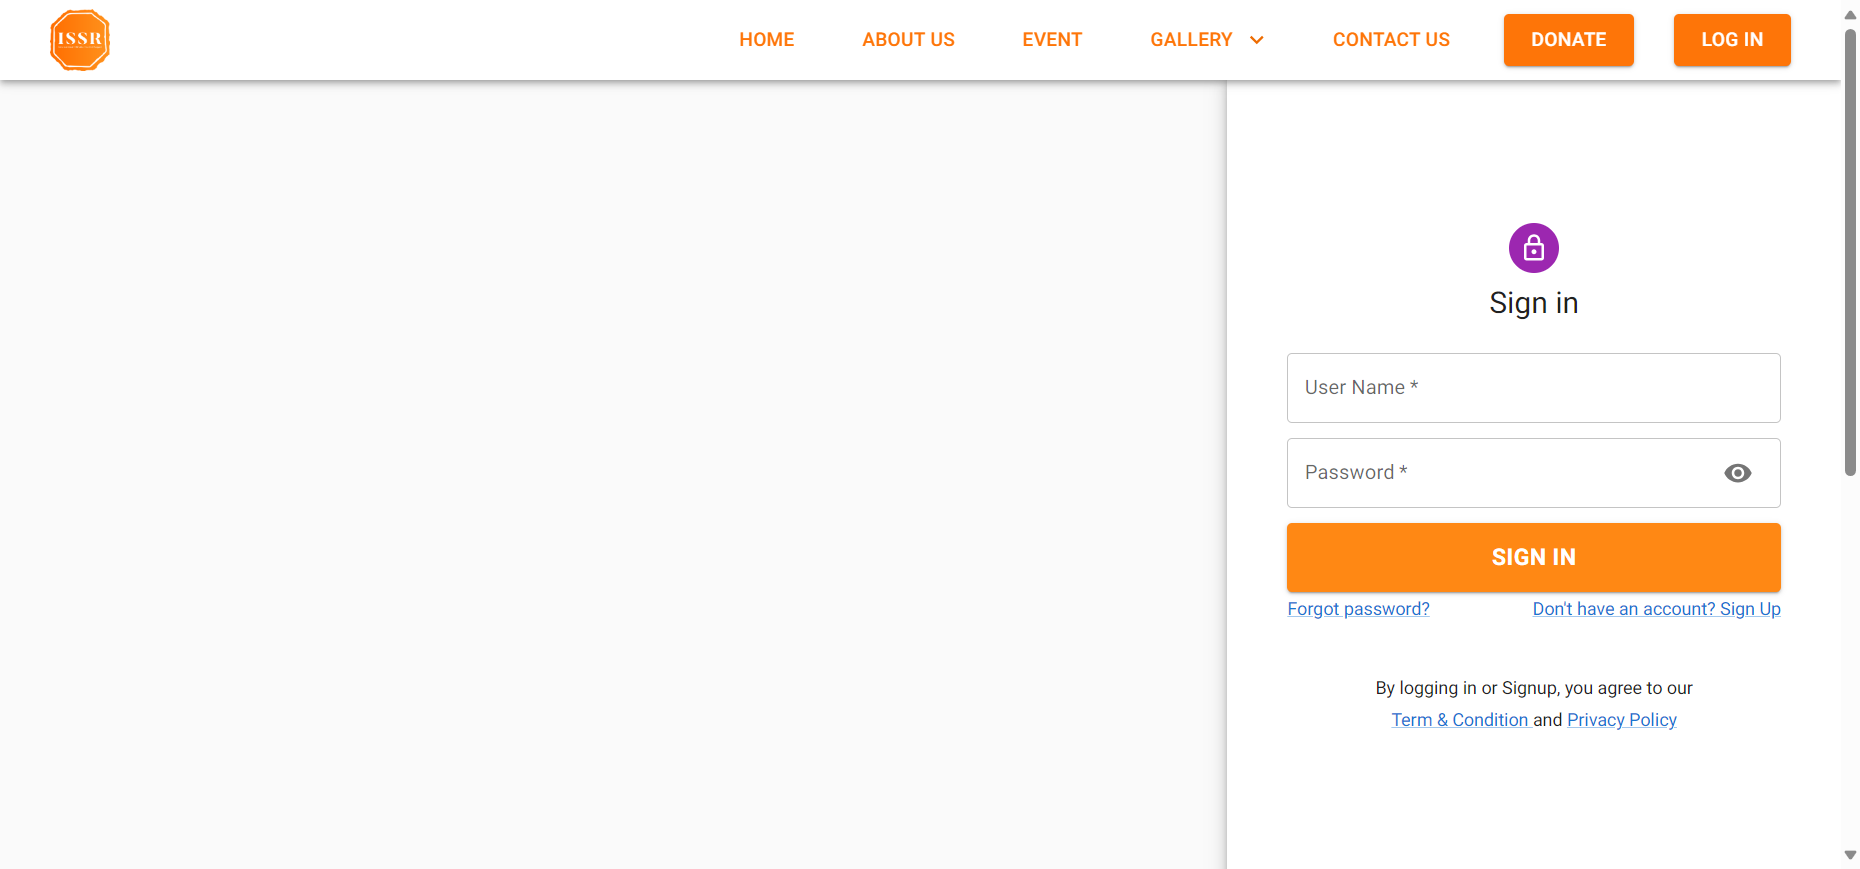 ISSR
HOME
ABOUT US
EVENT
GALLERY
CONTACT US
DONATE
LOG IN
Sign in
User Name *
Password *
SIGN IN
Forgot password?
Don't have an account? Sign Up
By logging in or Signup, you agree to our
Term & Condition and Privacy Policy